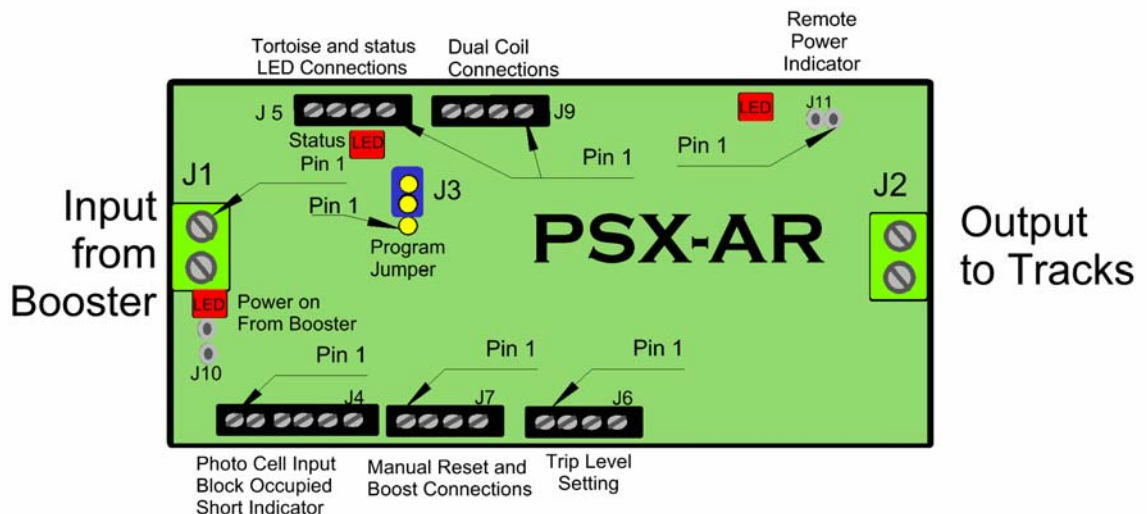 Tortoise and status
LED Connections
Dual Coil
Connections
Remote
Power
Indicator
J 5
J9
LED
J11
Status
LED
Pin 1
Pin 1
Pin 1
J1
J3
Pin 1
J2
Input
from
Booster
Program
Jumper
PSX-AR
Output
to Tracks
LED
Power on
From Booster
J10
Pin 1
Pin 1
Pin 1
J4
J7
J6
Photo Cell Input
Block Occupied
Short Indicator
Manual Reset and
Boost Connections
Trip Level
Setting